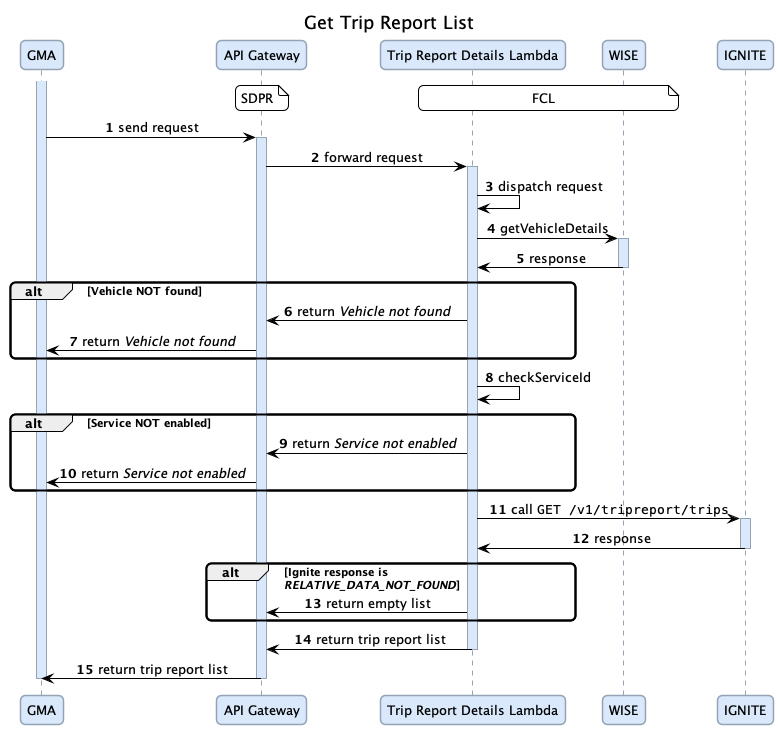 Get Trip Report List
GMA
API Gateway
Trip Report Details Lambda
WISE
IGNITE
SDPR
FCL
1 send request
2 forward request
3 dispatch request
4 getVehicleDetails
5 response
alt [Vehicle NOT found]
6 return Vehicle not found
7 return Vehicle not found
8 checkServiceId
alt [Service NOT enabled]
9 return Service not enabled
10 return Service not enabled
11 call GET /v1/tripreport/trips
12 response
alt [Ignite response is
RELATIVE_DATA_NOT_FOUND]
13 return empty list
14 return trip report list
15 return trip report list
GMA
API Gateway
Trip Report Details Lambda
WISE
IGNITE